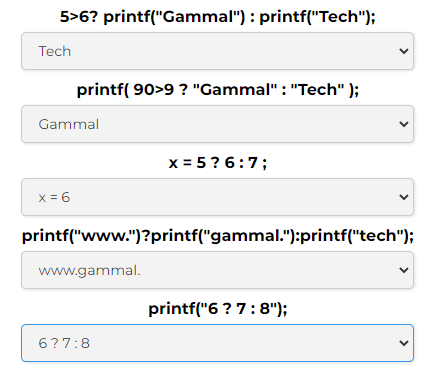 5>6? printf("Gammal") : printf("Tech");
Tech
printf( 90>9 ? "Gammal" : "Tech" );
Gammal
x = 5 ? 6 : 7 ;
x = 6
printf("www.")?printf("gammal."):printf("tech");
www.gammal.
printf("6 ? 7 : 8");
6 ? 7 : 8